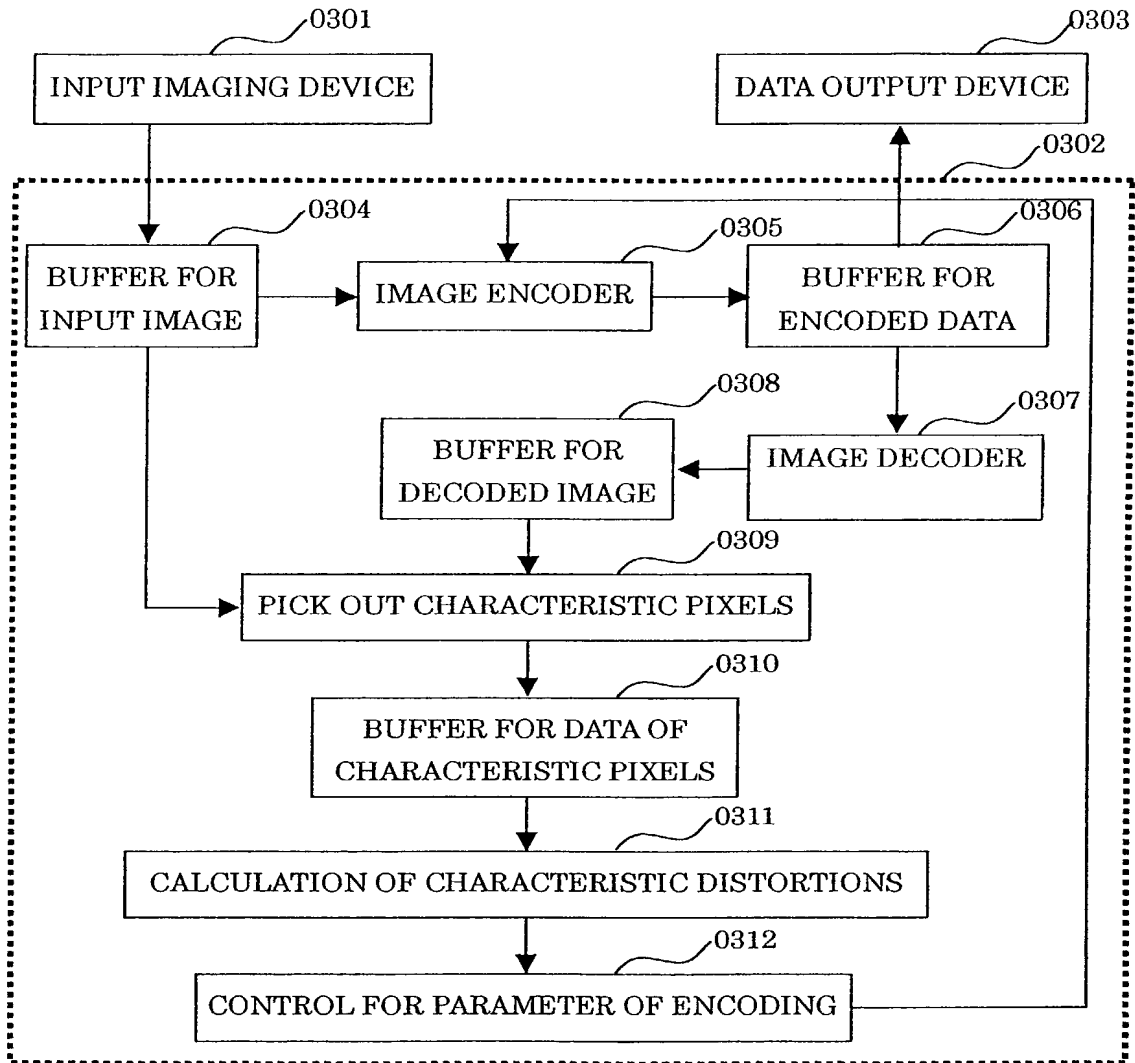 0301
INPUT IMAGING DEVICE
0303
DATA OUTPUT DEVICE
0302
0304
BUFFER FOR
INPUT IMAGE
0305
IMAGE ENCODER
0306
BUFFER FOR
ENCODED DATA
0307
IMAGE DECODER
0308
BUFFER FOR
DECODED IMAGE
0309
PICK OUT CHARACTERISTIC PIXELS
0310
BUFFER FOR DATA OF
CHARACTERISTIC PIXELS
0311
CALCULATION OF CHARACTERISTIC DISTORTIONS
0312
CONTROL FOR PARAMETER OF ENCODING